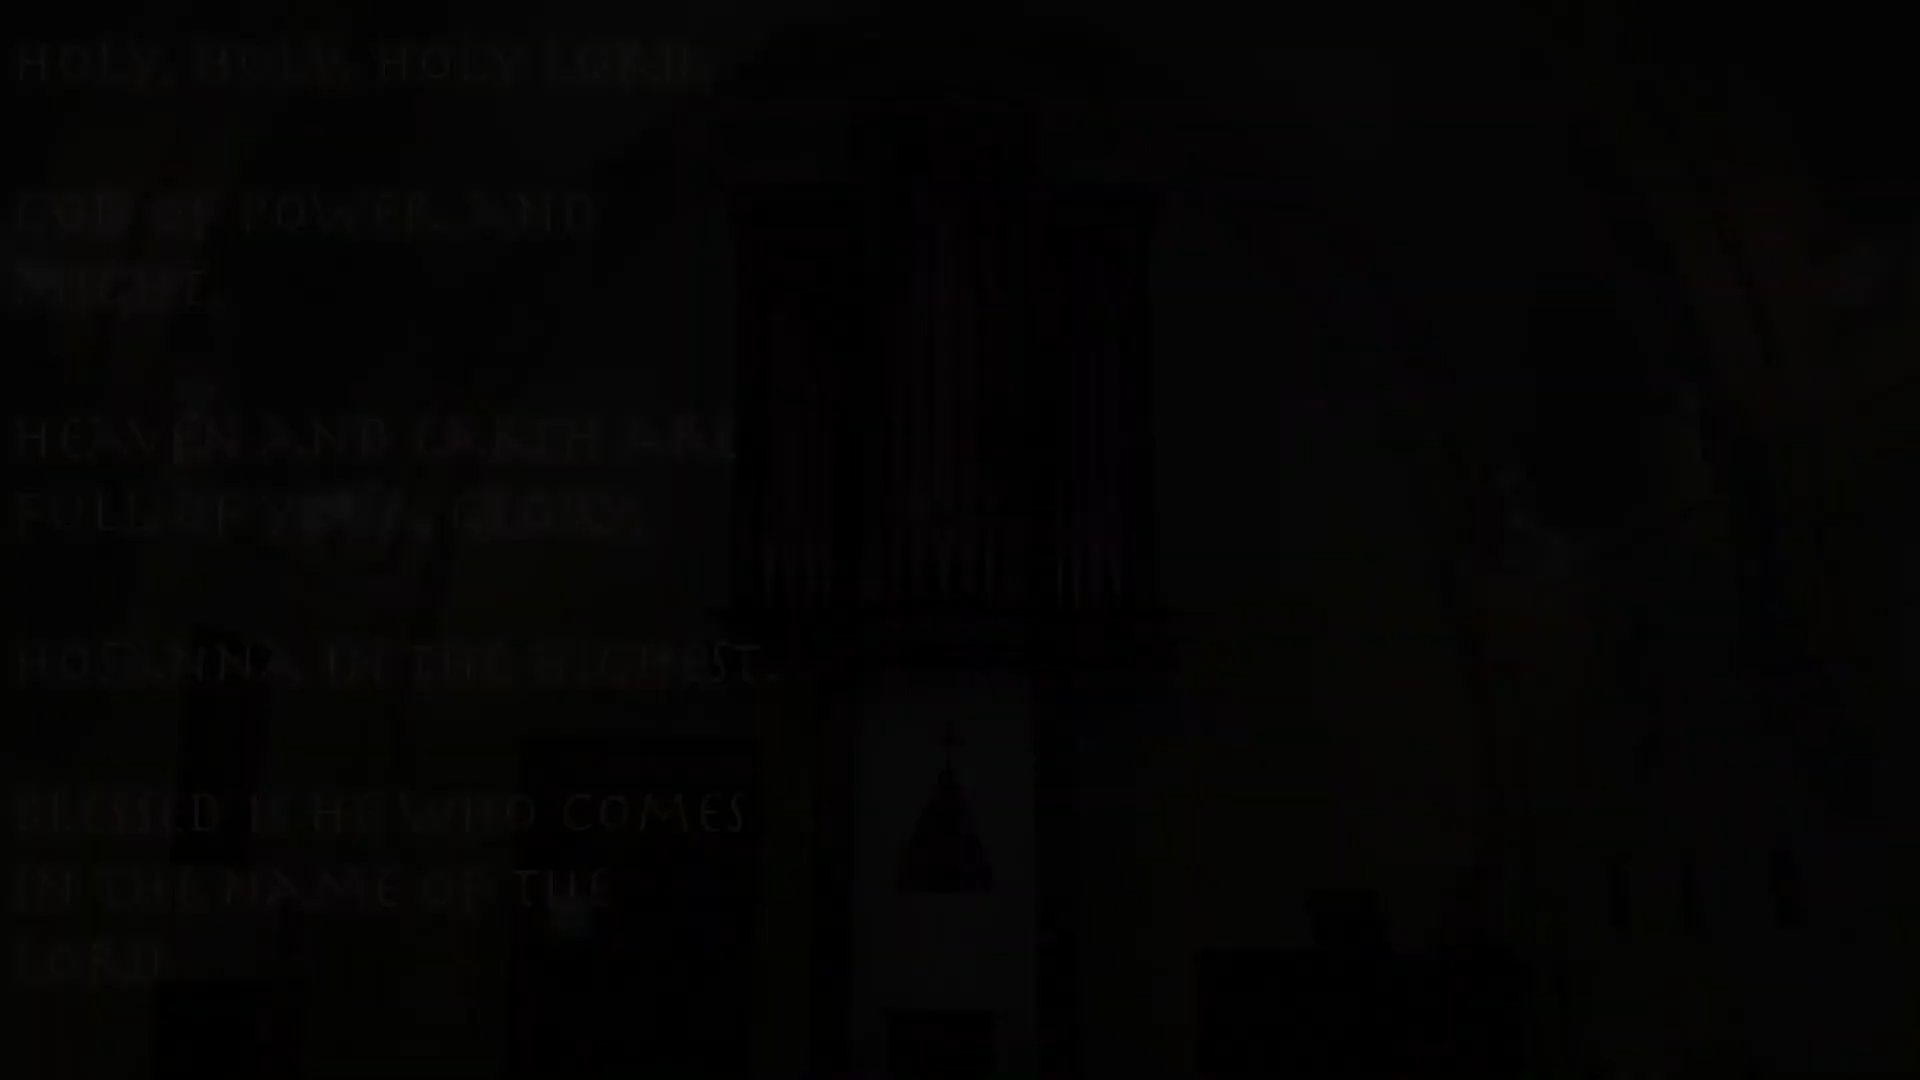 HOLY, HOLY, HOLY LORD
GOD OF POWER AND
MIGHT,
HEAVEN AND EARTH ARE
FULL OF YOUR GLORY.
HOSANNA IN THE HIGHEST.
BLESSED IS HE WHO COMES
IN THE NAME OF THE
LORD